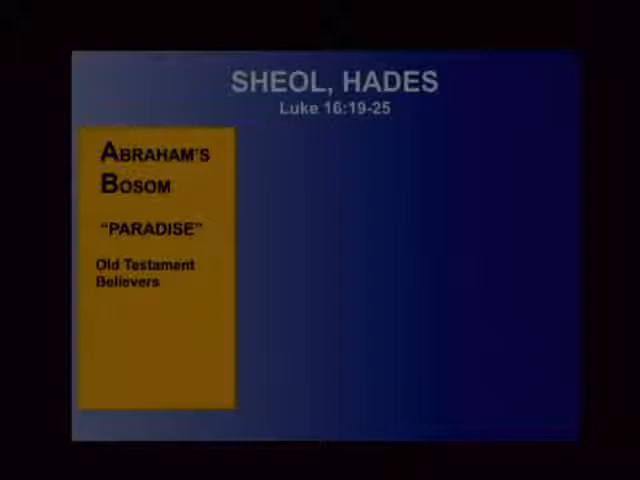 SHEOL, HADES
Luke 16:19-25
ABRAHAM'S
BOSOM
"PARADISE"
Old Testament
Believers